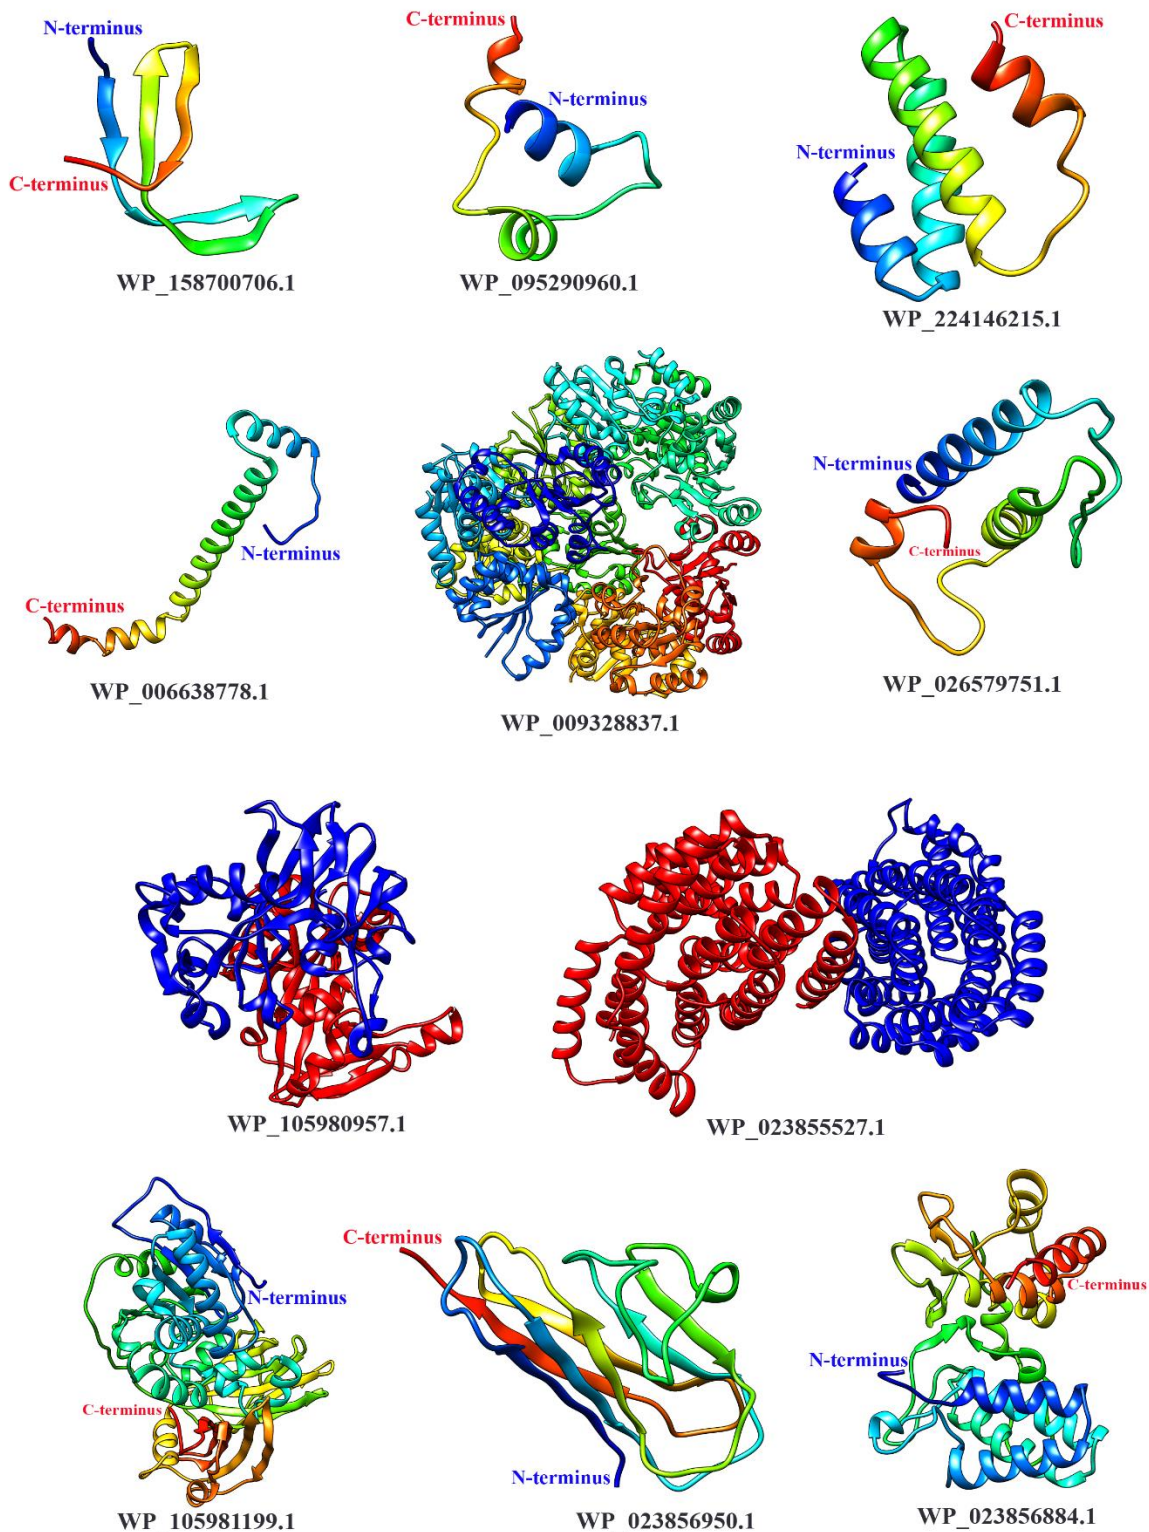 N-terminus
C-terminus
WP_158700706.1
C-terminus
N-terminus
WP_095290960.1
C-terminus
N-terminus
WP_224146215.1
N-terminus
C-terminus
WP_006638778.1
WP_009328837.1
N-terminus
C-terminus
WP_026579751.1
WP_105980957.1
WP_023855527.1
N-terminus
C-terminus
WP_105981199.1
C-terminus
N-terminus
WP_023856950.1
C-terminus
N-terminus
WP_023856884.1